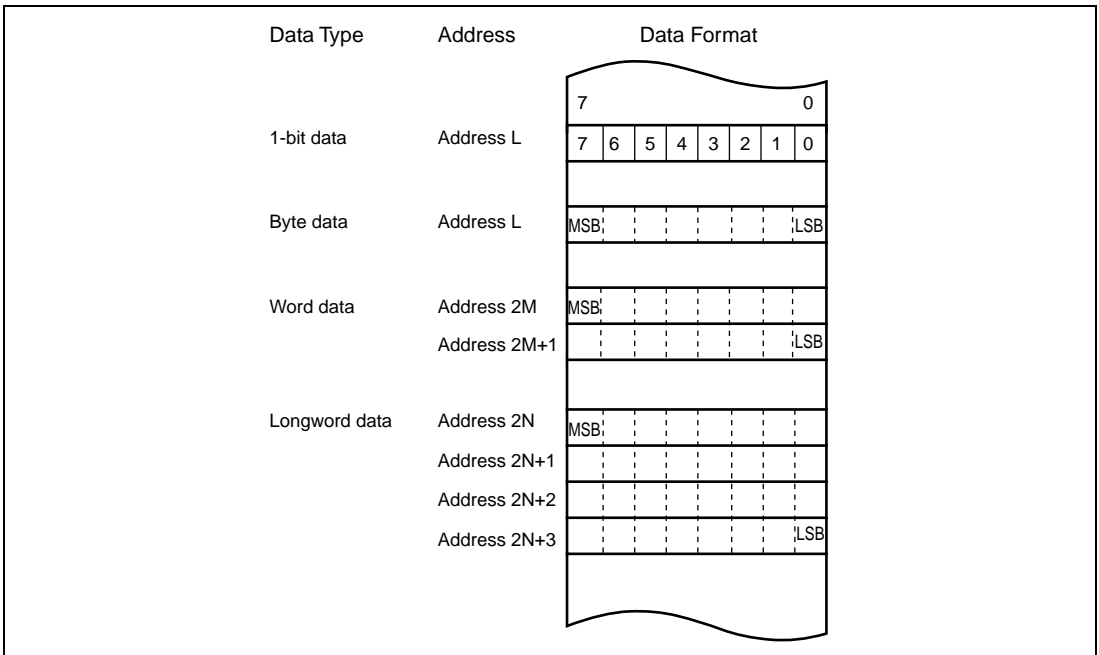 Data Type Address Data Format
7 0
1-bit data Address L 7 6 5 4 3 2 1 0
Byte data Address L MSB LSB
Word data Address 2M MSB
Address 2M+1 LSB
Longword data Address 2N MSB
Address 2N+1
Address 2N+2
Address 2N+3 LSB